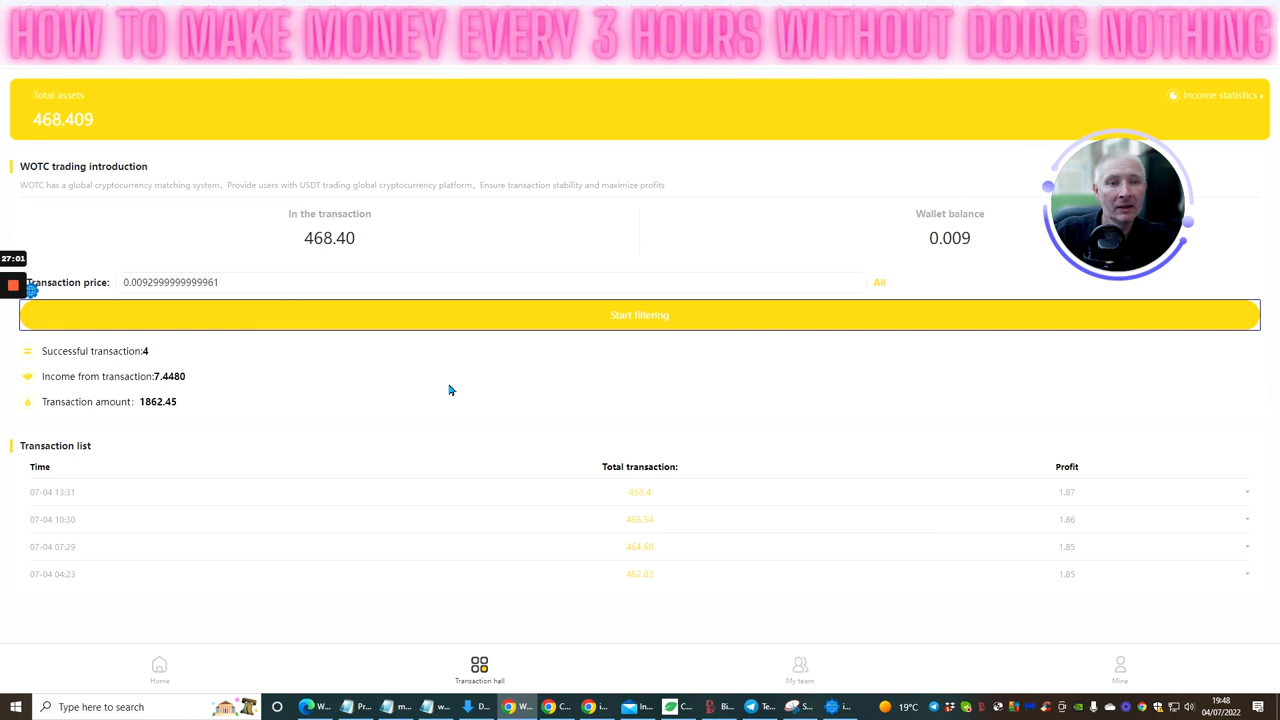 HOW TO MAKE MONEY EVERY 3 HOURS WITHOUT DOING NOTHING
Total assets
Income statistics
468.409
WOTC trading introduction
WOTC has a global cryptocurrency matching system, Provide users with USDT trading global cryptocurrency platform, Ensure transaction stability and maximize profits
In the transaction
Wallet balance
468.40
0.009
27:01
Transaction price:
0.0092999999999961
All
Start filtering
Successful transaction:4
Income from transaction:7.4480
Transaction amount: 1862.45
Transaction list
Time
Total transaction:
Profit
07-04 13:31
468.4
1.87
07-04 10:30
466.54
1.86
07-04 07:29
464.68
1.85
07-04 04:23
462.83
1.85
Home
Transaction hall
My team
Mine
Type here to search
W...
Pr...
m...
w...
D...
W...
C...
i...
In...
C...
Bi...
Te...
S...
i...
19°C
19:48
04/07/2022